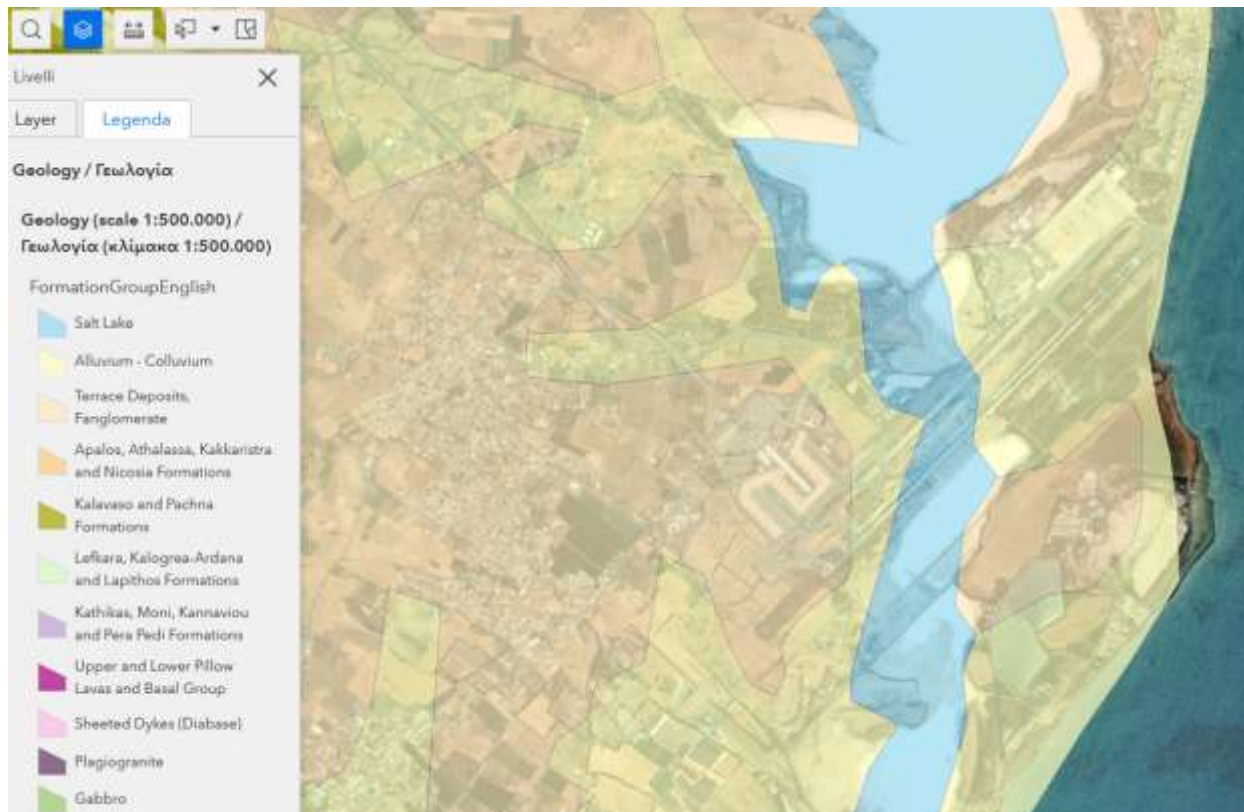 Livelli
Layer Legenda
Geology / Γεωλογία
Geology (scale 1:500.000) /
Γεωλογία (κλίμακα 1:500.000)
FormationGroupEnglish
Salt Lake
Alluvium - Colluvium
Terrace Deposits,
Fanglomerate
Apalos, Athalassa, Kakkaristra
and Nicosia Formations
Kalavaso and Pachna
Formations
Lefkara, Kalogrea-Ardana
and Lapithos Formations
Kathikas, Moni, Kannaviou
and Pera Pedi Formations
Upper and Lower Pillow
Lavas and Basal Group
Sheeted Dykes (Diabase)
Plagiogranite
Gabbro